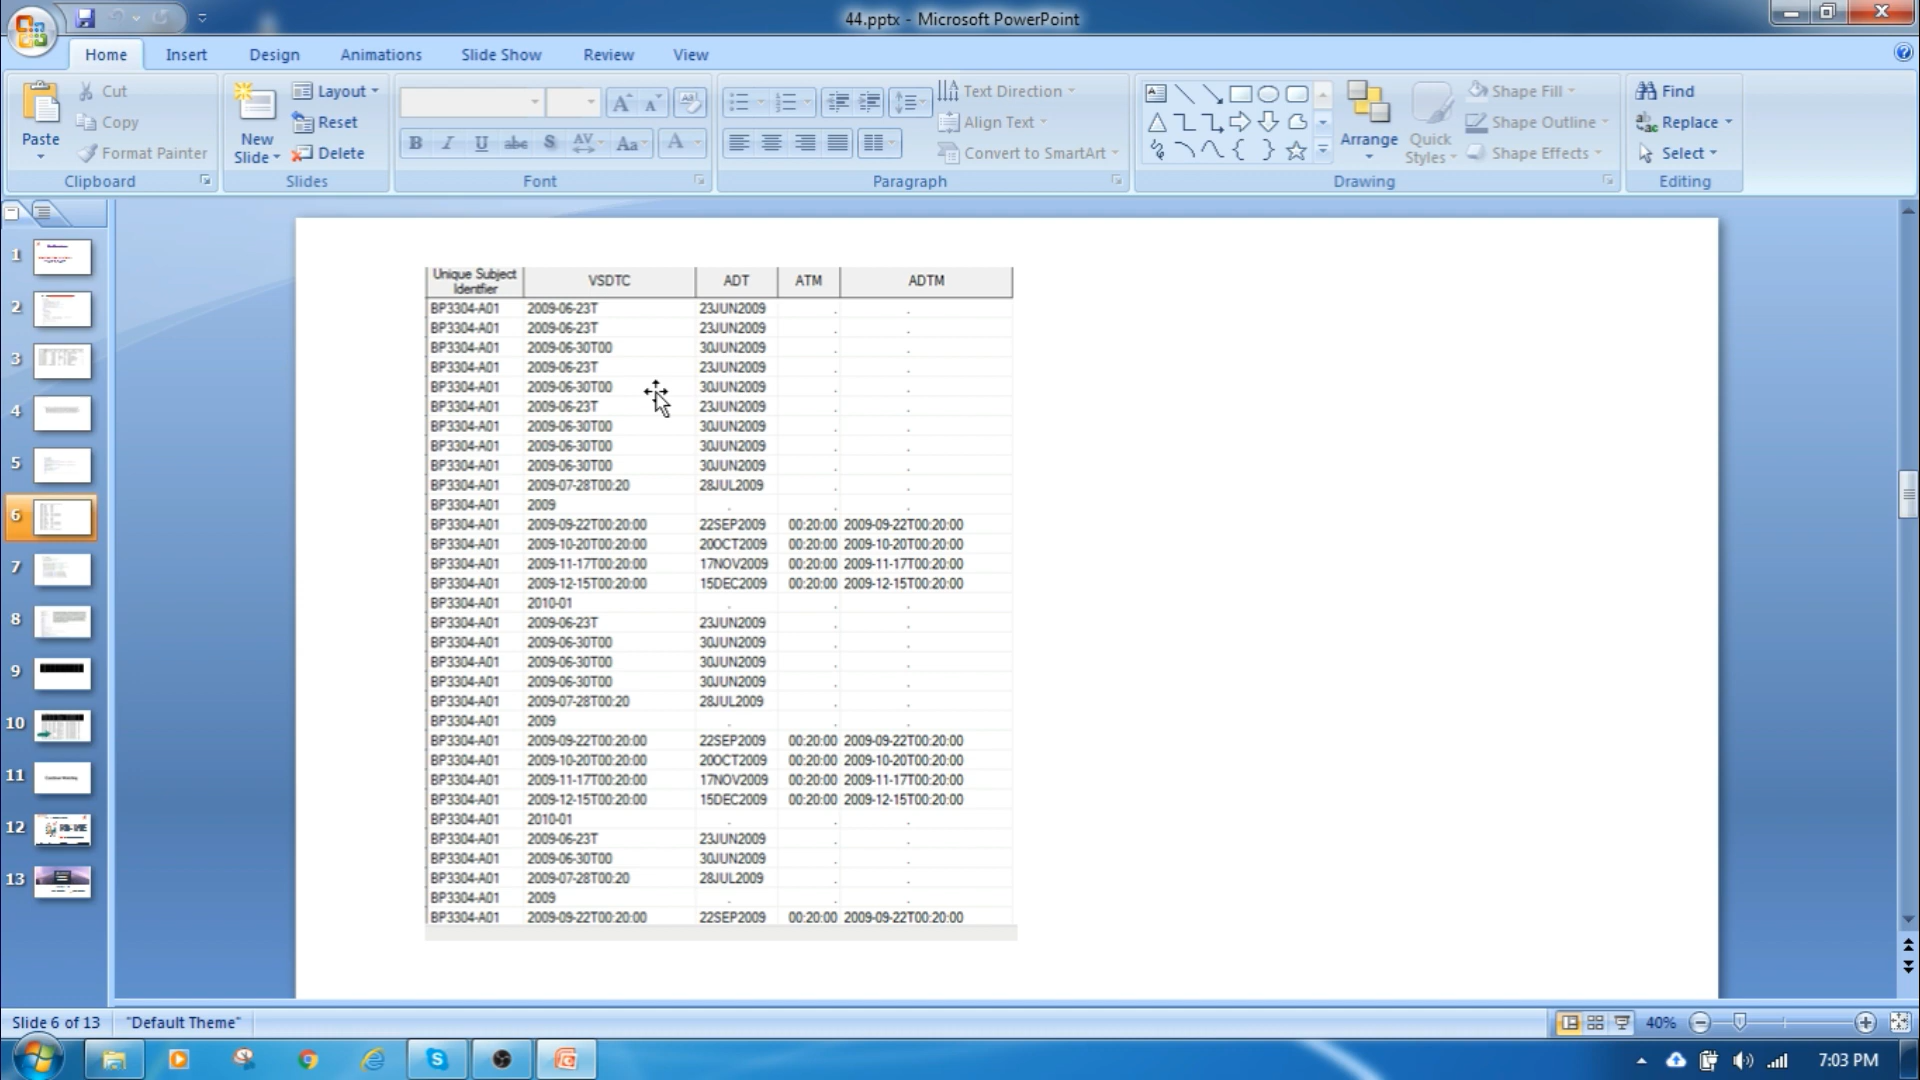 44.pptx - Microsoft PowerPoint
Home Insert Design Animations Slide Show Review View
Paste
Cut
Copy
Format Painter
Clipboard
New Slide
Layout
Reset
Delete
Slides
B I U abc S AV Aa A
Font
Text Direction
Align Text
Convert to SmartArt
Paragraph
Arrange
Quick Styles
Shape Fill
Shape Outline
Shape Effects
Drawing
Find
Replace
Select
Editing
1
2
3
4
5
6
7
8
9
10
11
12
13
Unique Subject Identifier VSDTC ADT ATM ADTM
BP3304-A01 2009-06-23T 23JUN2009 . .
BP3304-A01 2009-06-23T 23JUN2009 . .
BP3304-A01 2009-06-30T00 30JUN2009 . .
BP3304-A01 2009-06-23T 23JUN2009 . .
BP3304-A01 2009-06-30T00 30JUN2009 . .
BP3304-A01 2009-06-23T 23JUN2009 . .
BP3304-A01 2009-06-30T00 30JUN2009 . .
BP3304-A01 2009-06-30T00 30JUN2009 . .
BP3304-A01 2009-06-30T00 30JUN2009 . .
BP3304-A01 2009-07-28T00:20 28JUL2009 . .
BP3304-A01 2009 . . .
BP3304-A01 2009-09-22T00:20:00 22SEP2009 00:20:00 2009-09-22T00:20:00
BP3304-A01 2009-10-20T00:20:00 20OCT2009 00:20:00 2009-10-20T00:20:00
BP3304-A01 2009-11-17T00:20:00 17NOV2009 00:20:00 2009-11-17T00:20:00
BP3304-A01 2009-12-15T00:20:00 15DEC2009 00:20:00 2009-12-15T00:20:00
BP3304-A01 2010-01 . . .
BP3304-A01 2009-06-23T 23JUN2009 . .
BP3304-A01 2009-06-30T00 30JUN2009 . .
BP3304-A01 2009-06-30T00 30JUN2009 . .
BP3304-A01 2009-06-30T00 30JUN2009 . .
BP3304-A01 2009-07-28T00:20 28JUL2009 . .
BP3304-A01 2009 . . .
BP3304-A01 2009-09-22T00:20:00 22SEP2009 00:20:00 2009-09-22T00:20:00
BP3304-A01 2009-10-20T00:20:00 20OCT2009 00:20:00 2009-10-20T00:20:00
BP3304-A01 2009-11-17T00:20:00 17NOV2009 00:20:00 2009-11-17T00:20:00
BP3304-A01 2009-12-15T00:20:00 15DEC2009 00:20:00 2009-12-15T00:20:00
BP3304-A01 2010-01 . . .
BP3304-A01 2009-06-23T 23JUN2009 . .
BP3304-A01 2009-06-30T00 30JUN2009 . .
BP3304-A01 2009-07-28T00:20 28JUL2009 . .
BP3304-A01 2009 . . .
BP3304-A01 2009-09-22T00:20:00 22SEP2009 00:20:00 2009-09-22T00:20:00
Slide 6 of 13 "Default Theme" 40%
7:03 PM